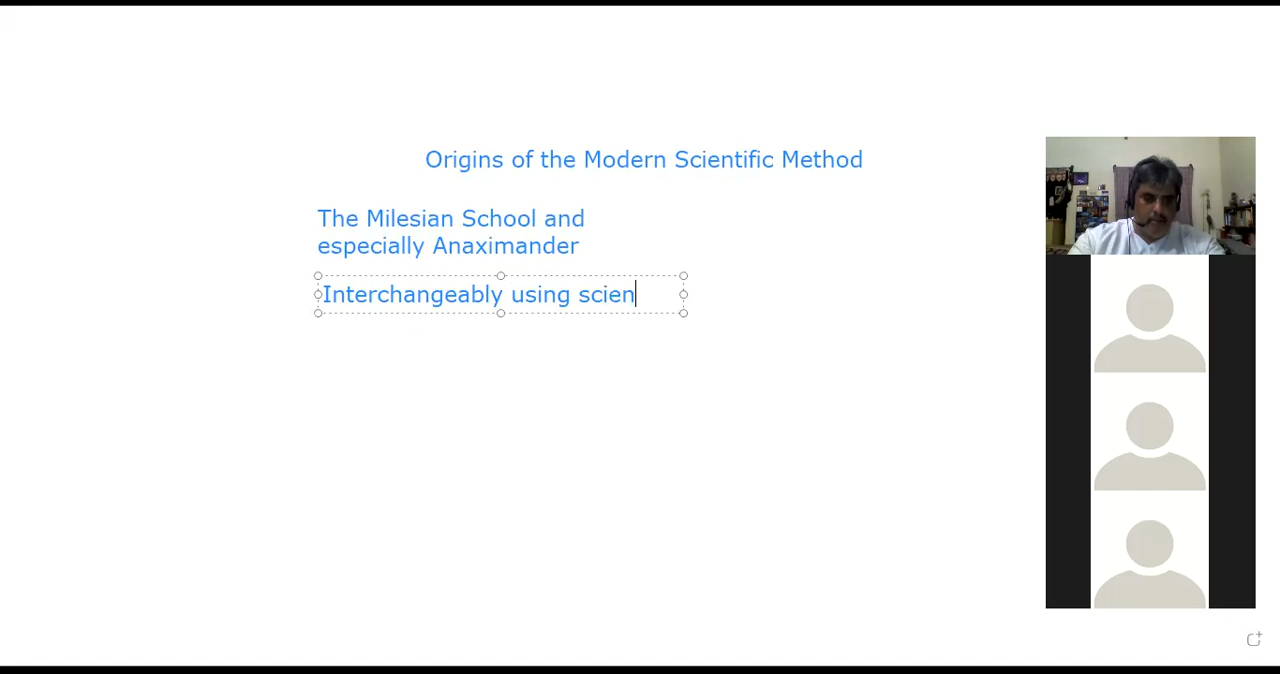 Origins of the Modern Scientific Method
The Milesian School and
especially Anaximander
Interchangeably using scien